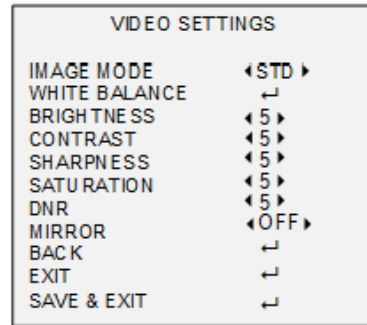 VIDEO SETTINGS
IMAGE MODE STD
WHITE BALANCE ↵
BRIGHTNESS 5
CONTRAST 5
SHARPNESS 5
SATURATION 5
DNR 5
MIRROR OFF
BACK ↵
EXIT ↵
SAVE & EXIT ↵